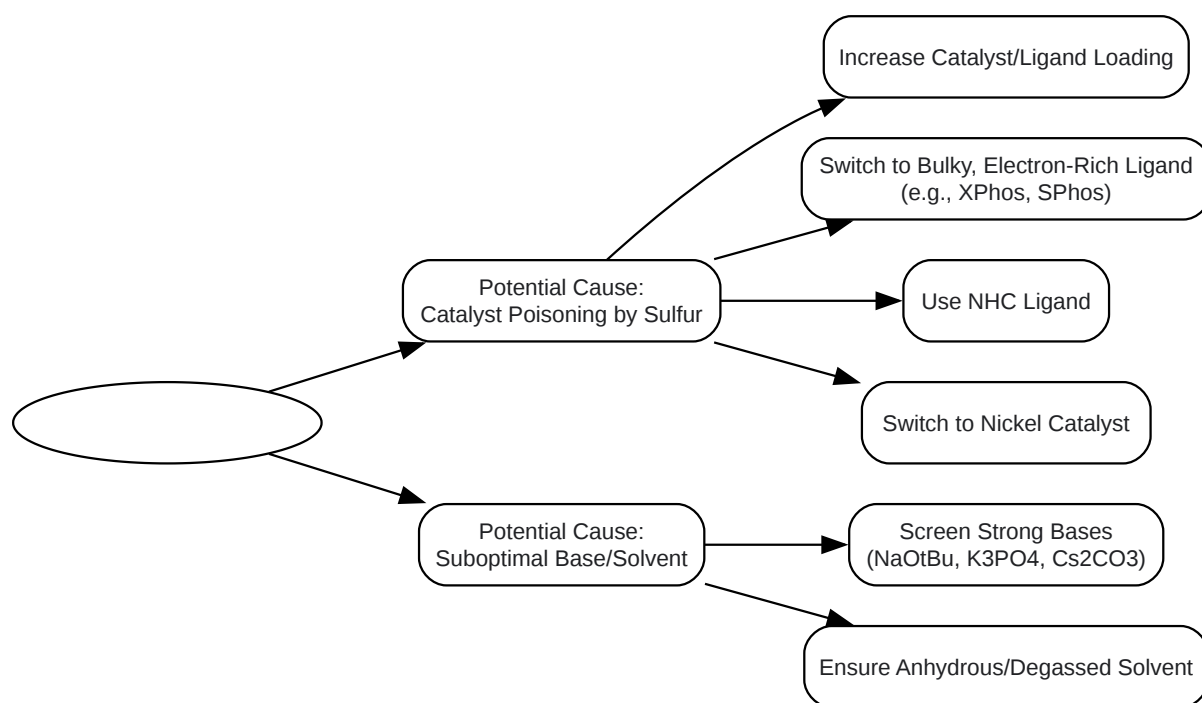 Increase Catalyst/Ligand Loading
Switch to Bulky, Electron-Rich Ligand
(e.g., XPhos, SPhos)
Potential Cause:
Catalyst Poisoning by Sulfur
Use NHC Ligand
Switch to Nickel Catalyst
Potential Cause:
Suboptimal Base/Solvent
Screen Strong Bases
(NaOtBu, K3PO4, Cs2CO3)
Ensure Anhydrous/Degassed Solvent